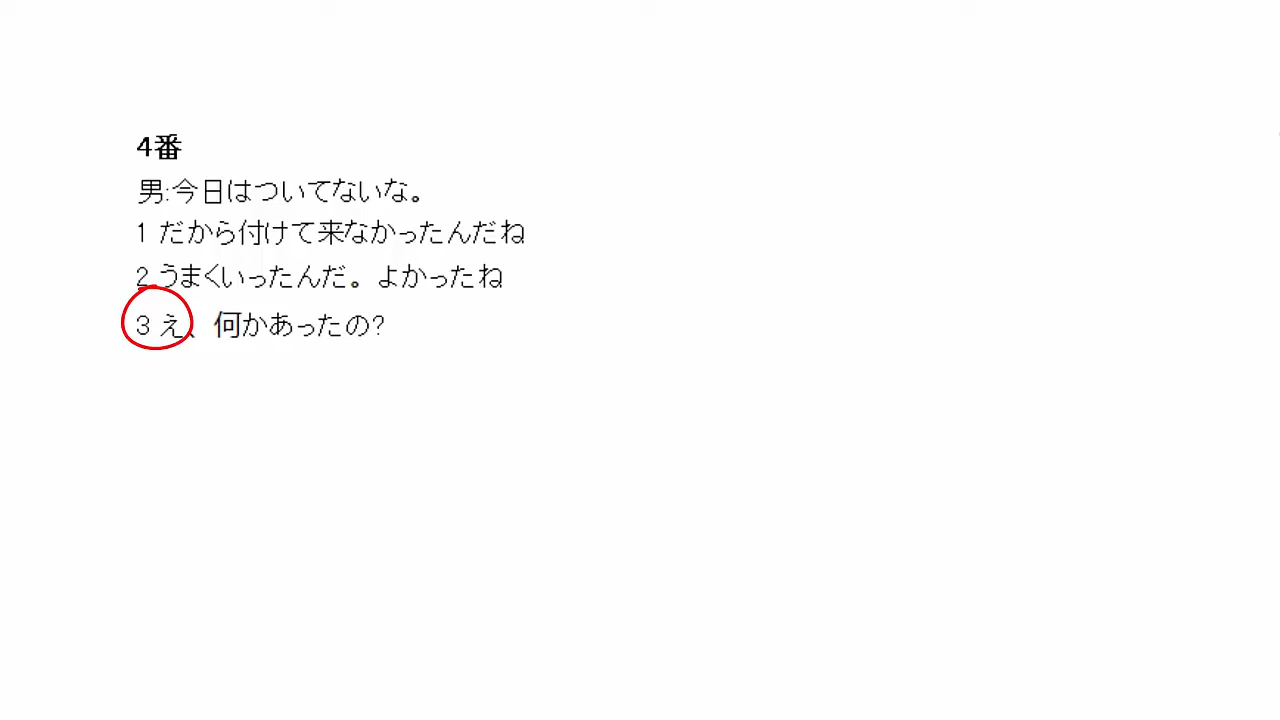 4番
男:今日はついてないな。
1 だから付けて来なかったんだね
2 うまくいったんだ。よかったね
3 え、何かあったの?